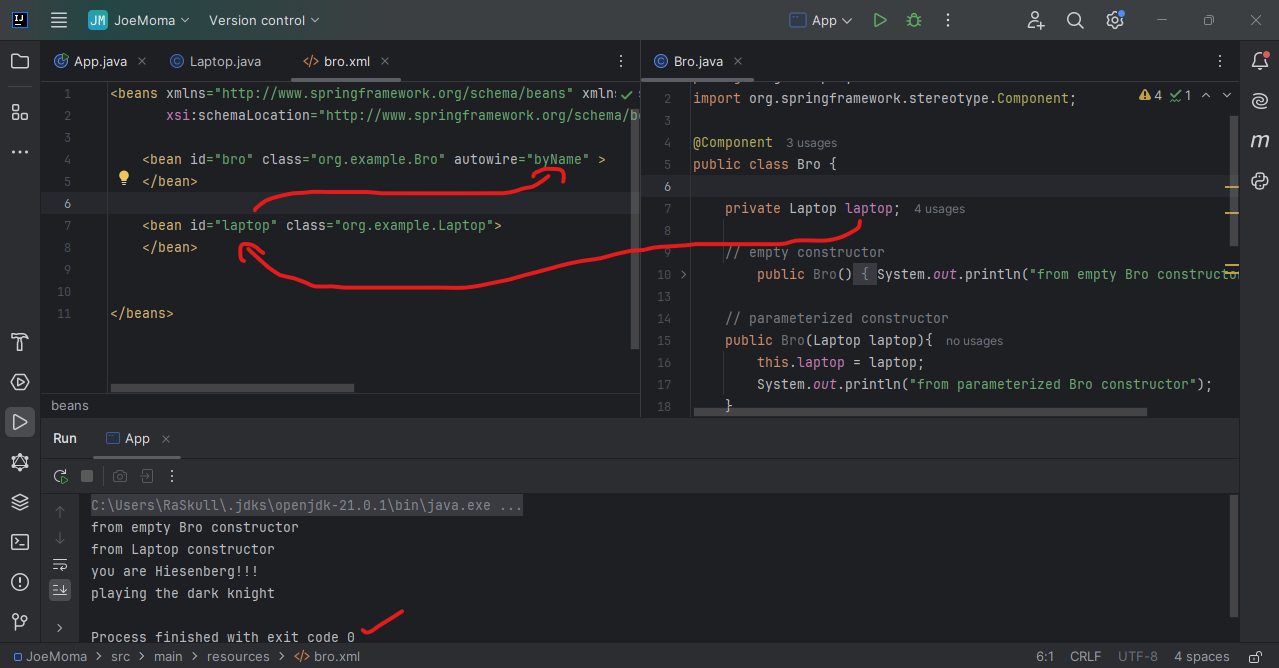 JM JoeMoma Version control App
App.java Laptop.java bro.xml
1 <beans xmlns="http://www.springframework.org/schema/beans" xmln
2 xsi:schemaLocation="http://www.springframework.org/schema/b
3
4 <bean id="bro" class="org.example.Bro" autowire="byName" >
5 </bean>
6
7 <bean id="laptop" class="org.example.Laptop">
8 </bean>
9
10
11 </beans>
beans
Bro.java
4 1
2 import org.springframework.stereotype.Component;
3
4 @Component 3 usages
5 public class Bro {
6
7 private Laptop laptop; 4 usages
8
9 // empty constructor
10 public Bro() { System.out.println("from empty Bro constructo
13
14 // parameterized constructor
15 public Bro(Laptop laptop){ no usages
16 this.laptop = laptop;
17 System.out.println("from parameterized Bro constructor");
18 }
m
Run App
C:\Users\RaSkull\.jdks\openjdk-21.0.1\bin\java.exe ...
from empty Bro constructor
from Laptop constructor
you are Hiesenberg!!!
playing the dark knight
Process finished with exit code 0
JoeMoma > src > main > resources > bro.xml 6:1 CRLF UTF-8 4 spaces